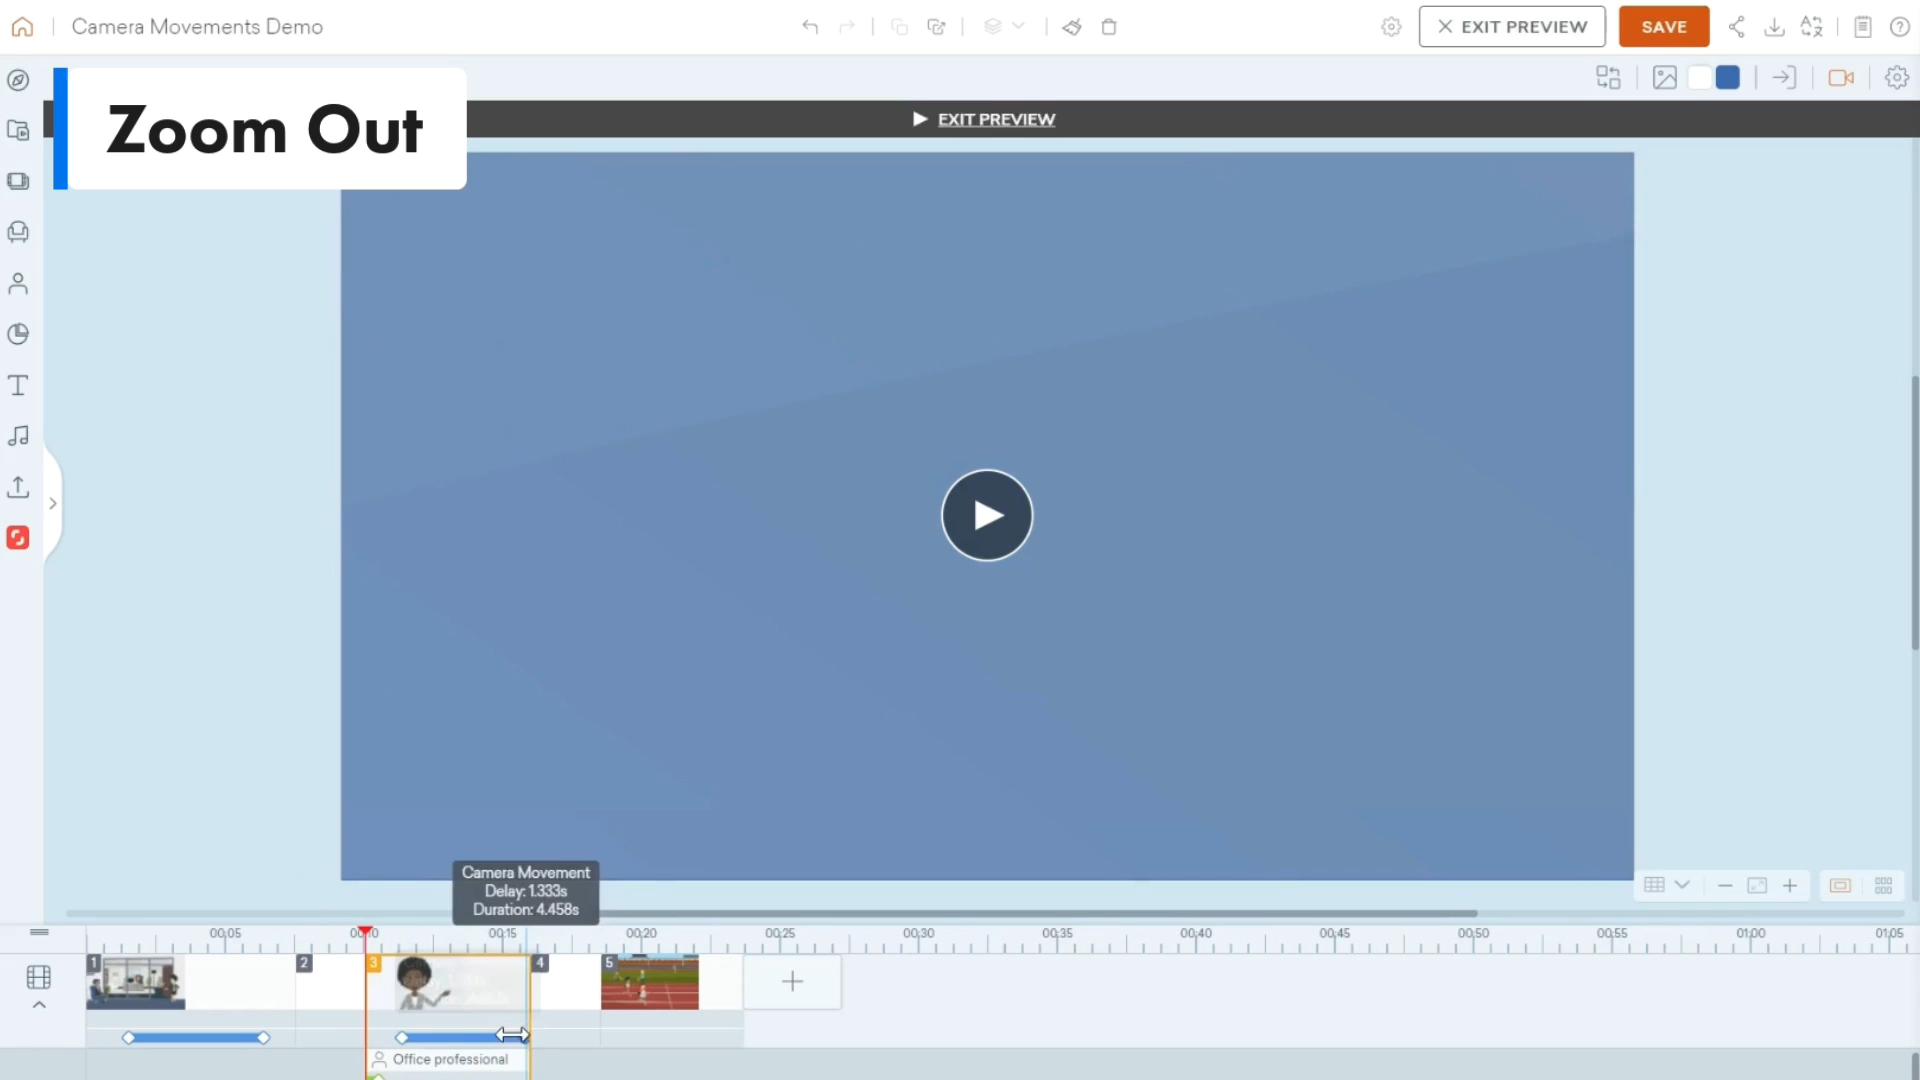 Camera Movements Demo
EXIT PREVIEW
SAVE
Zoom Out
EXIT PREVIEW
Camera Movement
Delay: 1.333s
Duration: 4.458s
00:05
00:10
00:15
00:20
00:25
00:30
00:35
00:40
00:45
00:50
00:55
01:00
01:05
1
2
3
4
5
Office professional